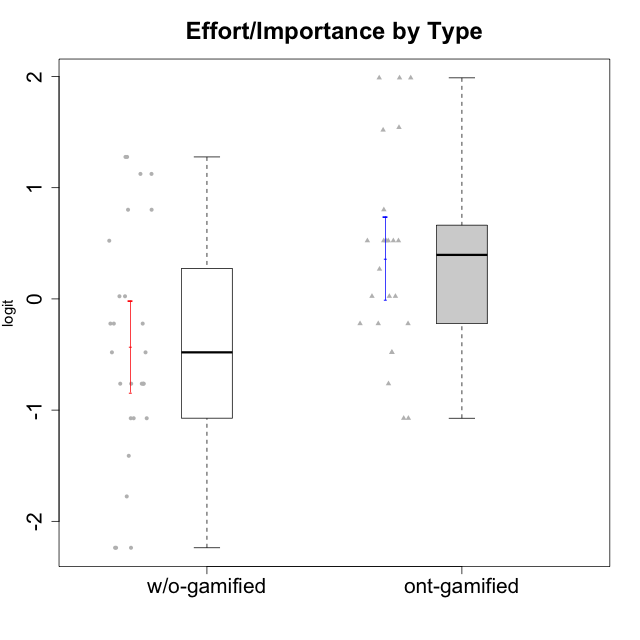 Effort/Importance by Type
2
1
0
-1
-2
logit
w/o-gamified
ont-gamified